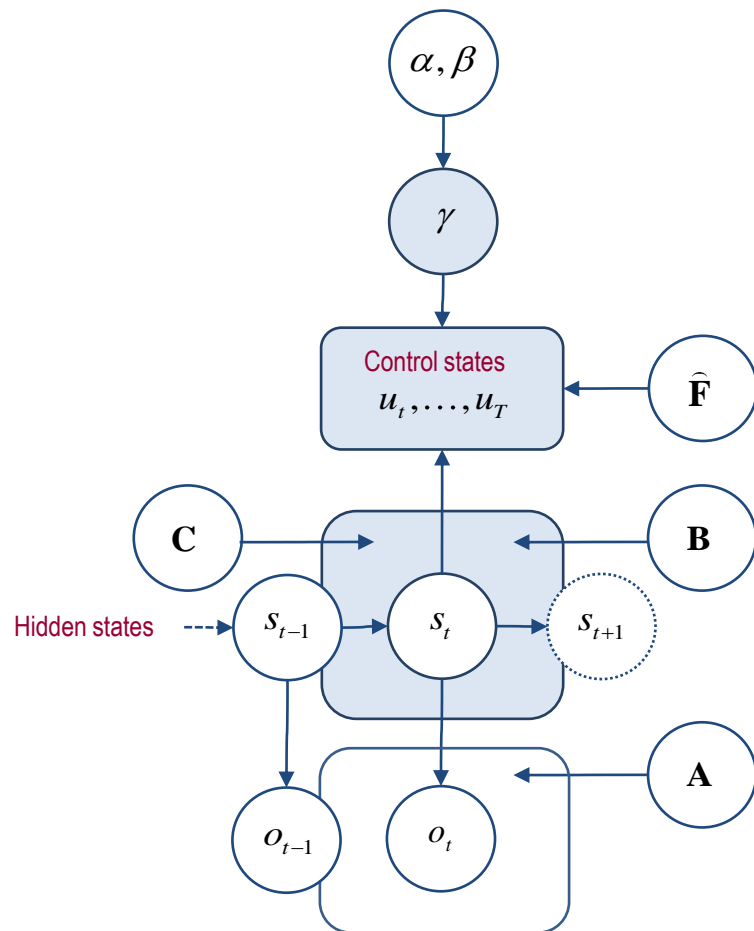 α, β
γ
Control states
u_t, …, u_T
F̂
C
B
Hidden states
s_{t−1}
s_t
s_{t+1}
A
o_{t−1}
o_t